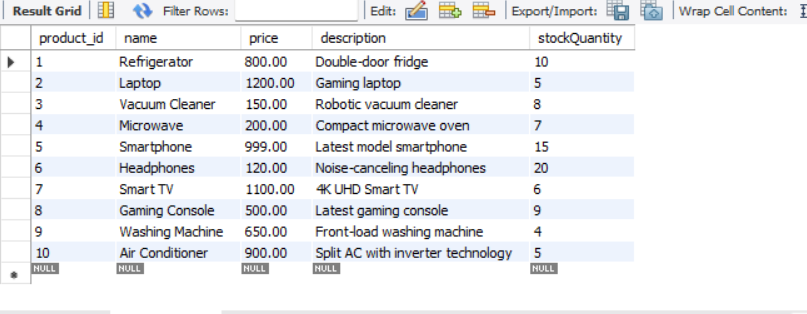 Result Grid Filter Rows: Edit: Export/Import: Wrap Cell Content:
product_id name price description stockQuantity
1 Refrigerator 800.00 Double-door fridge 10
2 Laptop 1200.00 Gaming laptop 5
3 Vacuum Cleaner 150.00 Robotic vacuum cleaner 8
4 Microwave 200.00 Compact microwave oven 7
5 Smartphone 999.00 Latest model smartphone 15
6 Headphones 120.00 Noise-canceling headphones 20
7 Smart TV 1100.00 4K UHD Smart TV 6
8 Gaming Console 500.00 Latest gaming console 9
9 Washing Machine 650.00 Front-load washing machine 4
10 Air Conditioner 900.00 Split AC with inverter technology 5
NULL NULL NULL NULL NULL